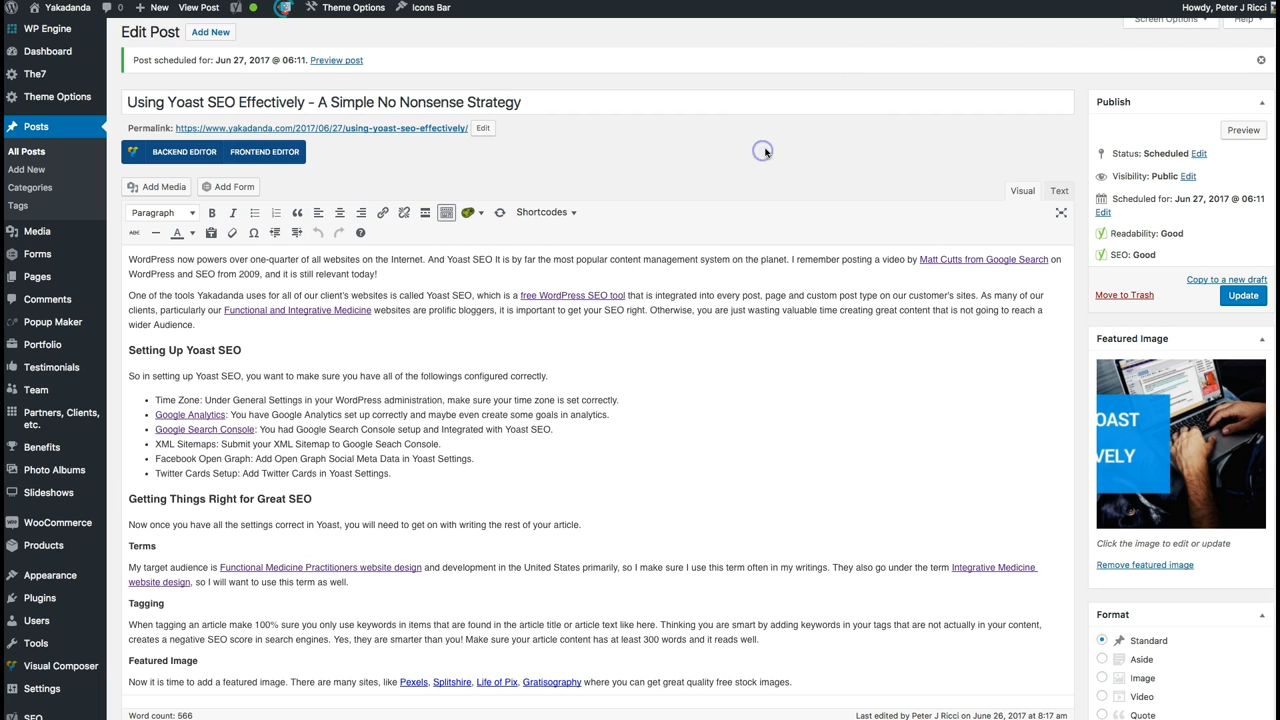 Yakadanda 0 New View Post Theme Options Icons Bar Howdy, Peter J Ricci
WP Engine
Dashboard
The7
Theme Options
Posts
All Posts
Add New
Categories
Tags
Media
Forms
Pages
Comments
Popup Maker
Portfolio
Testimonials
Team
Partners, Clients,
etc.
Benefits
Photo Albums
Slideshows
WooCommerce
Products
Appearance
Plugins
Users
Tools
Visual Composer
Settings
SEO
Edit Post Add New
Screen Options Help
Post scheduled for: Jun 27, 2017 @ 06:11. Preview post
Using Yoast SEO Effectively - A Simple No Nonsense Strategy
Permalink: https://www.yakadanda.com/2017/06/27/using-yoast-seo-effectively/ Edit
BACKEND EDITOR FRONTEND EDITOR
Add Media Add Form
Visual Text
Paragraph B I Shortcodes
ABC A
WordPress now powers over one-quarter of all websites on the Internet. And Yoast SEO It is by far the most popular content management system on the planet. I remember posting a video by Matt Cutts from Google Search on
WordPress and SEO from 2009, and it is still relevant today!
One of the tools Yakadanda uses for all of our client's websites is called Yoast SEO, which is a free WordPress SEO tool that is integrated into every post, page and custom post type on our customer's sites. As many of our
clients, particularly our Functional and Integrative Medicine websites are prolific bloggers, it is important to get your SEO right. Otherwise, you are just wasting valuable time creating great content that is not going to reach a
wider Audience.
Setting Up Yoast SEO
So in setting up Yoast SEO, you want to make sure you have all of the followings configured correctly.
• Time Zone: Under General Settings in your WordPress administration, make sure your time zone is set correctly.
• Google Analytics: You have Google Analytics set up correctly and maybe even create some goals in analytics.
• Google Search Console: You had Google Search Console setup and Integrated with Yoast SEO.
• XML Sitemaps: Submit your XML Sitemap to Google Seach Console.
• Facebook Open Graph: Add Open Graph Social Meta Data in Yoast Settings.
• Twitter Cards Setup: Add Twitter Cards in Yoast Settings.
Getting Things Right for Great SEO
Now once you have all the settings correct in Yoast, you will need to get on with writing the rest of your article.
Terms
My target audience is Functional Medicine Practitioners website design and development in the United States primarily, so I make sure I use this term often in my writings. They also go under the term Integrative Medicine
website design, so I will want to use this term as well.
Tagging
When tagging an article make 100% sure you only use keywords in items that are found in the article title or article text like here. Thinking you are smart by adding keywords in your tags that are not actually in your content,
creates a negative SEO score in search engines. Yes, they are smarter than you! Make sure your article content has at least 300 words and it reads well.
Featured Image
Now it is time to add a featured image. There are many sites, like Pexels, Splitshire, Life of Pix, Gratisography where you can get great quality free stock images.
Word count: 566 Last edited by Peter J Ricci on June 26, 2017 at 8:17 am
Publish
Preview
Status: Scheduled Edit
Visibility: Public Edit
Scheduled for: Jun 27, 2017 @ 06:11
Edit
Readability: Good
SEO: Good
Copy to a new draft
Move to Trash Update
Featured Image
OAST
VELY
Click the image to edit or update
Remove featured image
Format
Standard
Aside
Image
Video
Quote